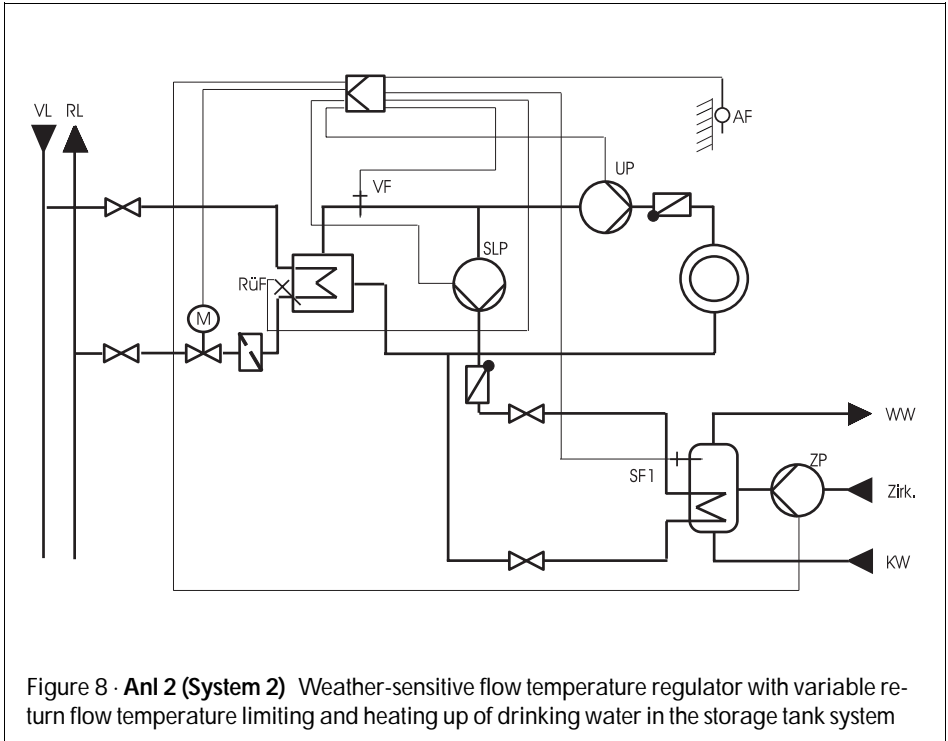 VL RL
AF
UP
VF
SLP
RüF
M
WW
SF1
ZP
Zirk.
KW
Figure 8 · Anl 2 (System 2) Weather-sensitive flow temperature regulator with variable re-
turn flow temperature limiting and heating up of drinking water in the storage tank system